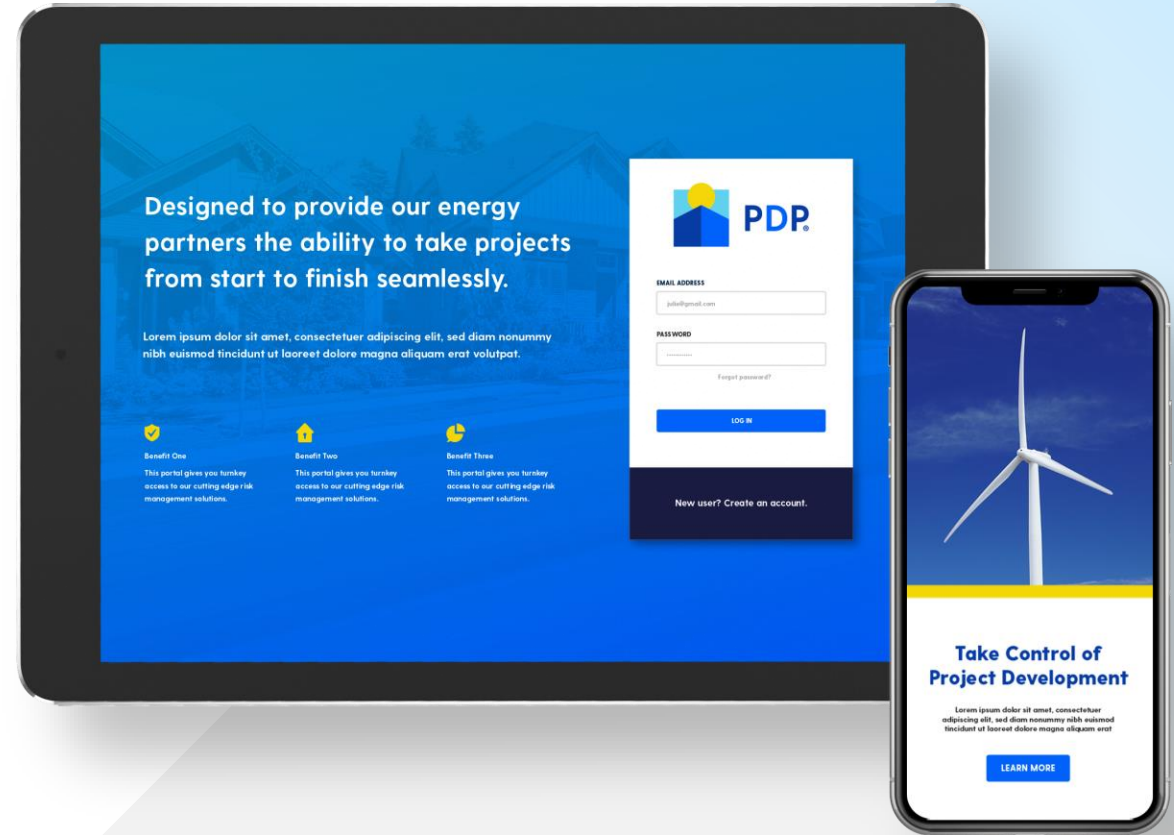 Designed to provide our energy
partners the ability to take projects
from start to finish seamlessly.
Lorem ipsum dolor sit amet, consectetuer adipiscing elit, sed diam nonummy
nibh euismod tincidunt ut laoreet dolore magna aliquam erat volutpat.
Benefit One
This portal gives you turnkey
access to our cutting edge risk
management solutions.
Benefit Two
This portal gives you turnkey
access to our cutting edge risk
management solutions.
Benefit Three
This portal gives you turnkey
access to our cutting edge risk
management solutions.
PDP®
EMAIL ADDRESS
julie@gmail.com
PASSWORD
Forgot password?
LOG IN
New user? Create an account.
Take Control of
Project Development
Lorem ipsum dolor sit amet, consectetuer
adipiscing elit, sed diam nonummy nibh euismod
tincidunt ut laoreet dolore magna aliquam erat
LEARN MORE